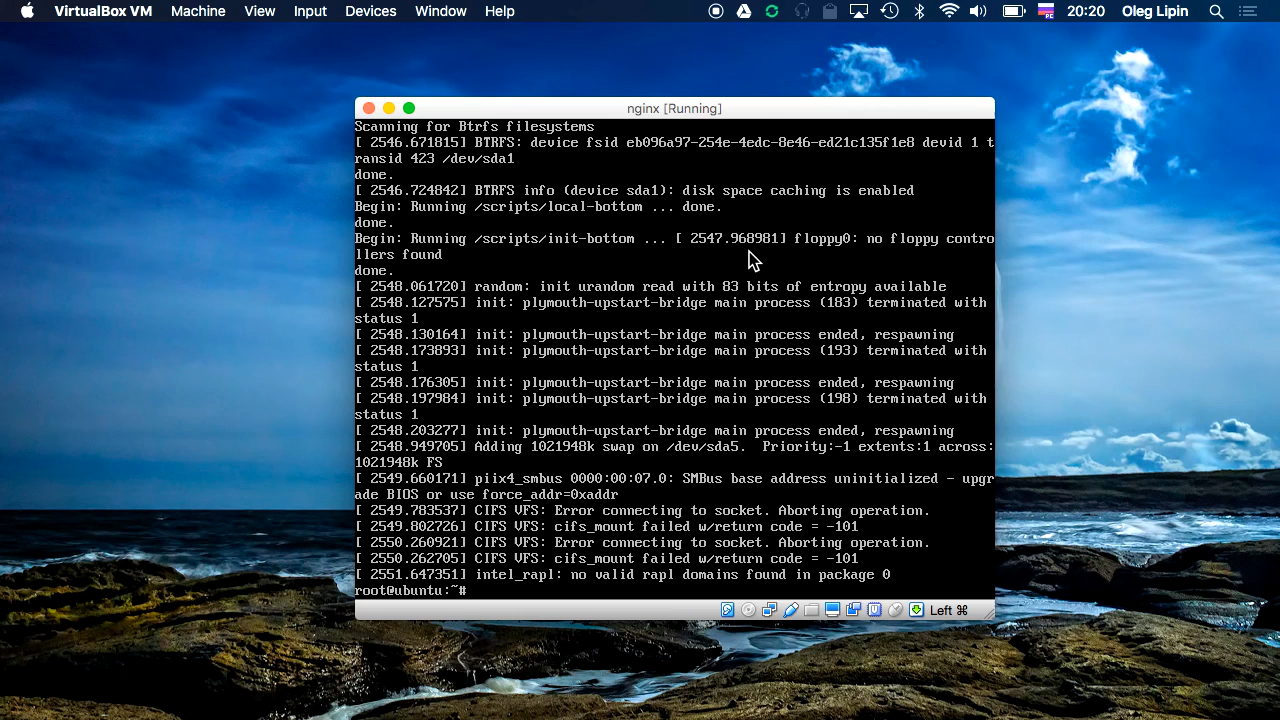 VirtualBox VM Machine View Input Devices Window Help 20:20 Oleg Lipin
nginx [Running]
Scanning for Btrfs filesystems
[ 2546.671815] BTRFS: device fsid eb096a97-254e-4edc-8e46-ed21c135f1e8 devid 1 t
ransid 423 /dev/sda1
done.
[ 2546.724842] BTRFS info (device sda1): disk space caching is enabled
Begin: Running /scripts/local-bottom ... done.
done.
Begin: Running /scripts/init-bottom ... [ 2547.968981] floppy0: no floppy contro
llers found
done.
[ 2548.061720] random: init urandom read with 83 bits of entropy available
[ 2548.127575] init: plymouth-upstart-bridge main process (183) terminated with
status 1
[ 2548.130164] init: plymouth-upstart-bridge main process ended, respawning
[ 2548.173893] init: plymouth-upstart-bridge main process (193) terminated with
status 1
[ 2548.176305] init: plymouth-upstart-bridge main process ended, respawning
[ 2548.197984] init: plymouth-upstart-bridge main process (198) terminated with
status 1
[ 2548.203277] init: plymouth-upstart-bridge main process ended, respawning
[ 2548.949705] Adding 1021948k swap on /dev/sda5.  Priority:-1 extents:1 across:
1021948k FS
[ 2549.660171] piix4_smbus 0000:00:07.0: SMBus base address uninitialized - upgr
ade BIOS or use force_addr=0xaddr
[ 2549.783537] CIFS VFS: Error connecting to socket. Aborting operation.
[ 2549.802726] CIFS VFS: cifs_mount failed w/return code = -101
[ 2550.260921] CIFS VFS: Error connecting to socket. Aborting operation.
[ 2550.262705] CIFS VFS: cifs_mount failed w/return code = -101
[ 2551.647351] intel_rapl: no valid rapl domains found in package 0
root@ubuntu:~#
Left ⌘